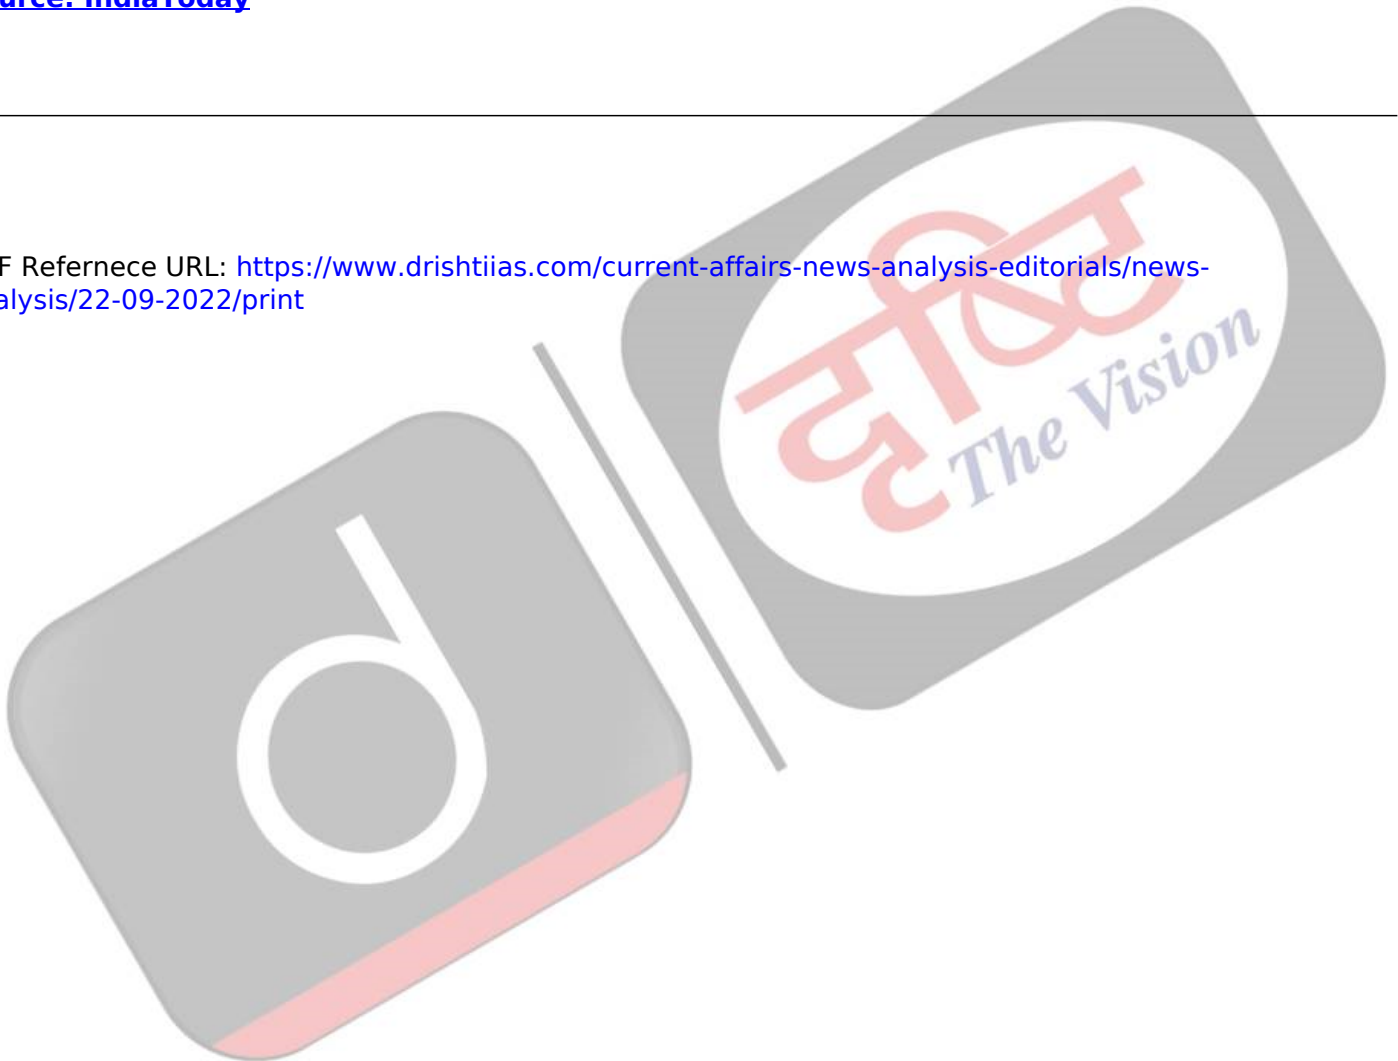 urce: IndiaToday
F Refernece URL: https://www.drishtiias.com/current-affairs-news-analysis-editorials/news-
alysis/22-09-2022/print
दृष्टि
The Vision
d